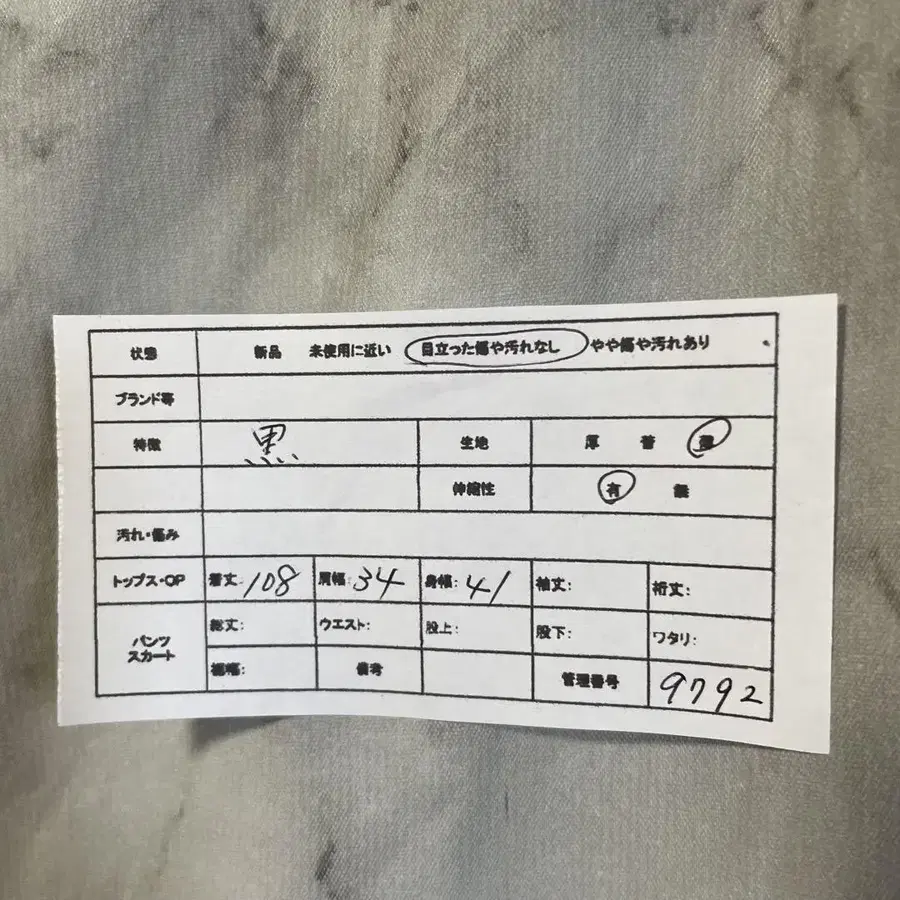 状態 新品 未使用に近い 目立った傷や汚れなし やや傷や汚れあり
ブランド等
特徴 黒 生地 厚 普 薄
伸縮性 有 無
汚れ・傷み
トップス・OP 着丈: 108 肩幅: 34 身幅: 41 袖丈: 裄丈:
パンツ スカート 総丈: ウエスト: 股上: 股下: ワタリ:
裾幅: 備考 管理番号 9792